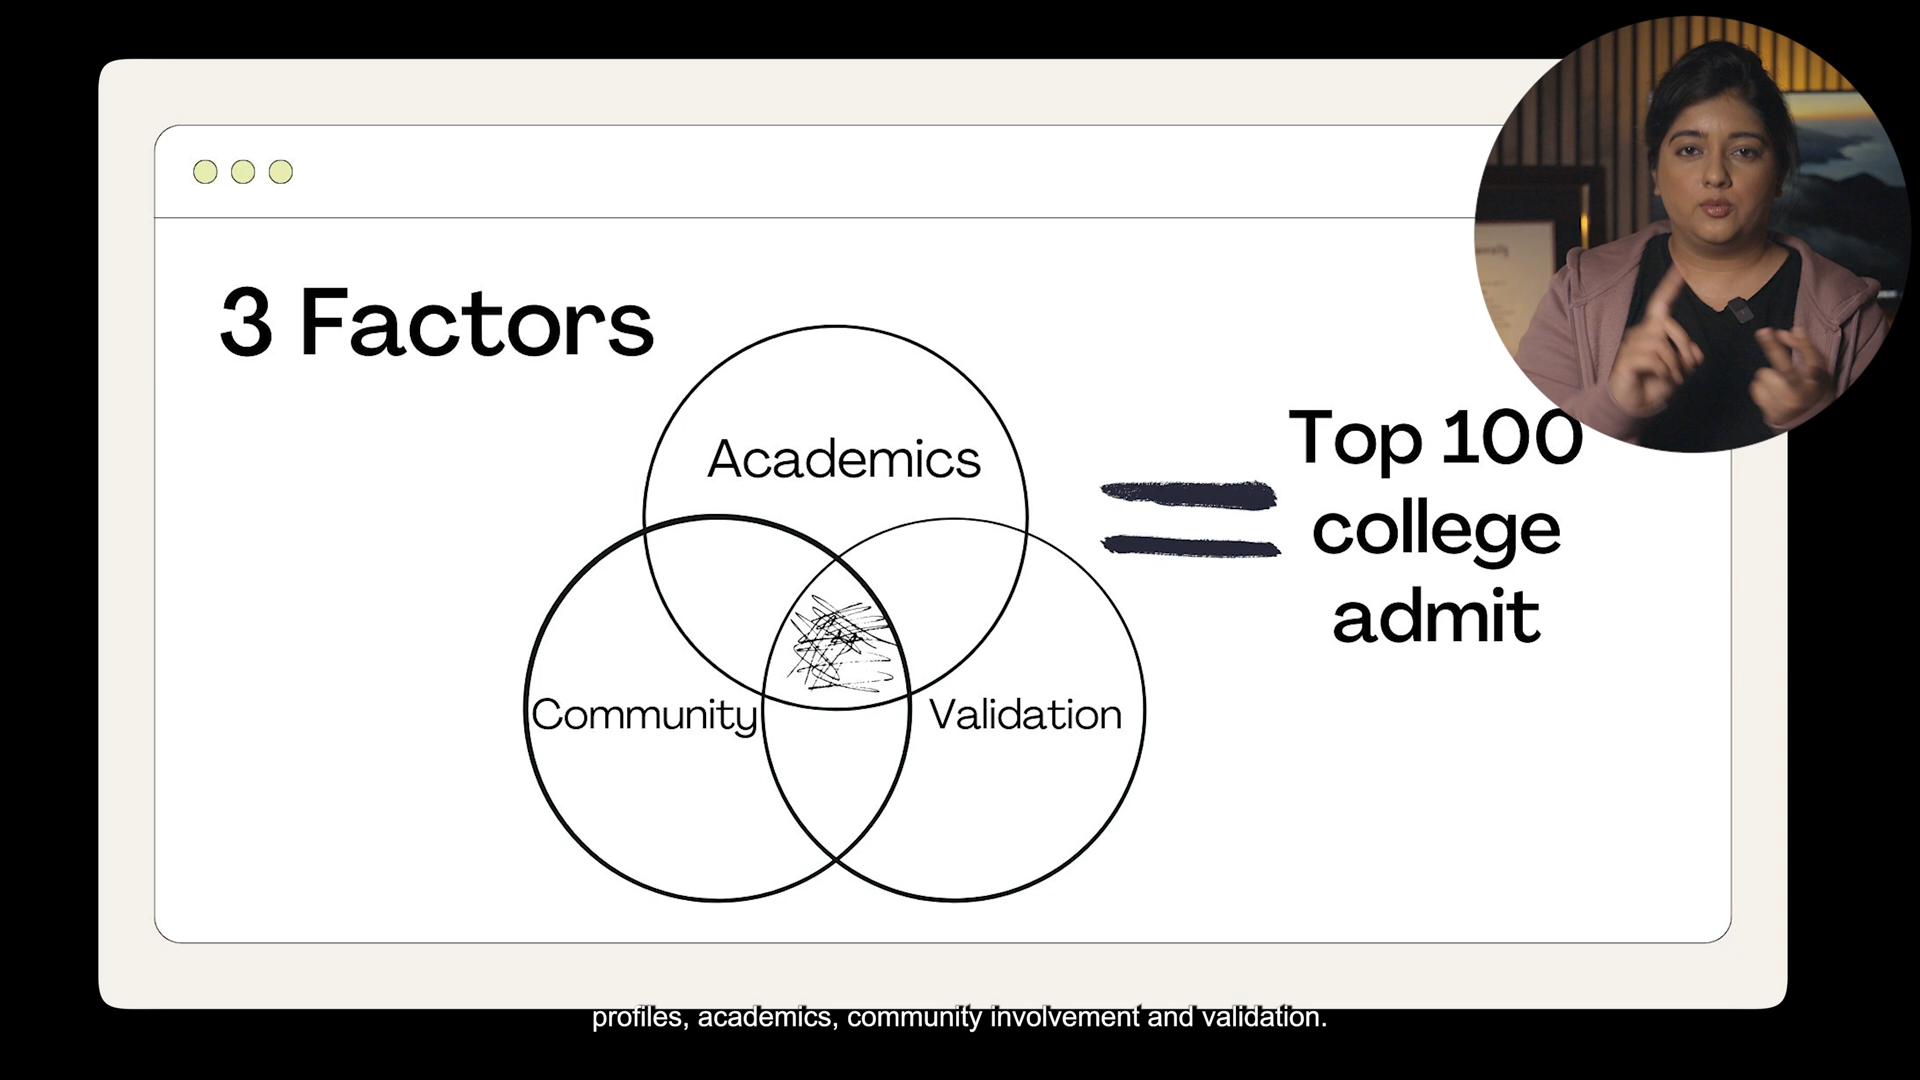 3 Factors
Academics
Community
Validation
Top 100
college
admit
profiles, academics, community involvement and validation.